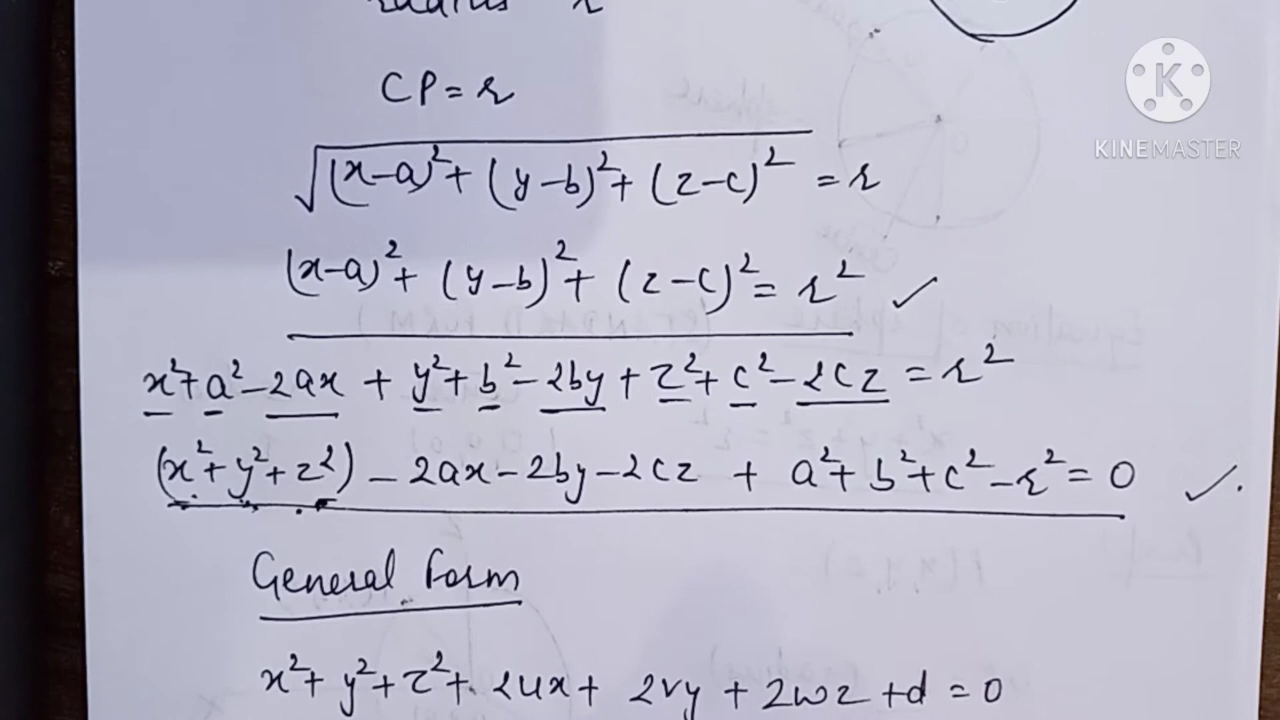 radius r
CP = r
√(x-a)² + (y-b)² + (z-c)² = r
K
KINEMASTER
(x-a)² + (y-b)² + (z-c)² = r² ✓
x² + a² - 2ax + y² + b² - 2by + z² + c² - 2cz = r²
(x² + y² + z²) - 2ax - 2by - 2cz + a² + b² + c² - r² = 0 ✓.
General Form
x² + y² + z² + 2ux + 2vy + 2wz + d = 0